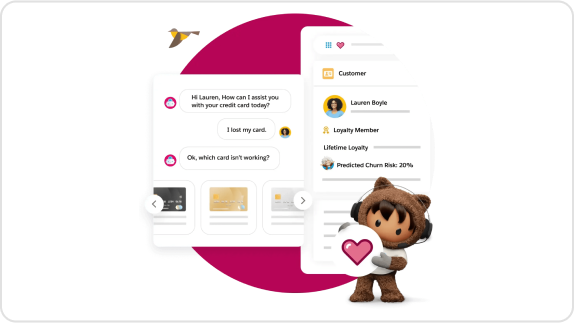 Hi Lauren, How can I assist you
with your credit card today?
I lost my card.
Ok, which card isn't working?
Customer
Lauren Boyle
Loyalty Member
Lifetime Loyalty
Predicted Churn Risk: 20%